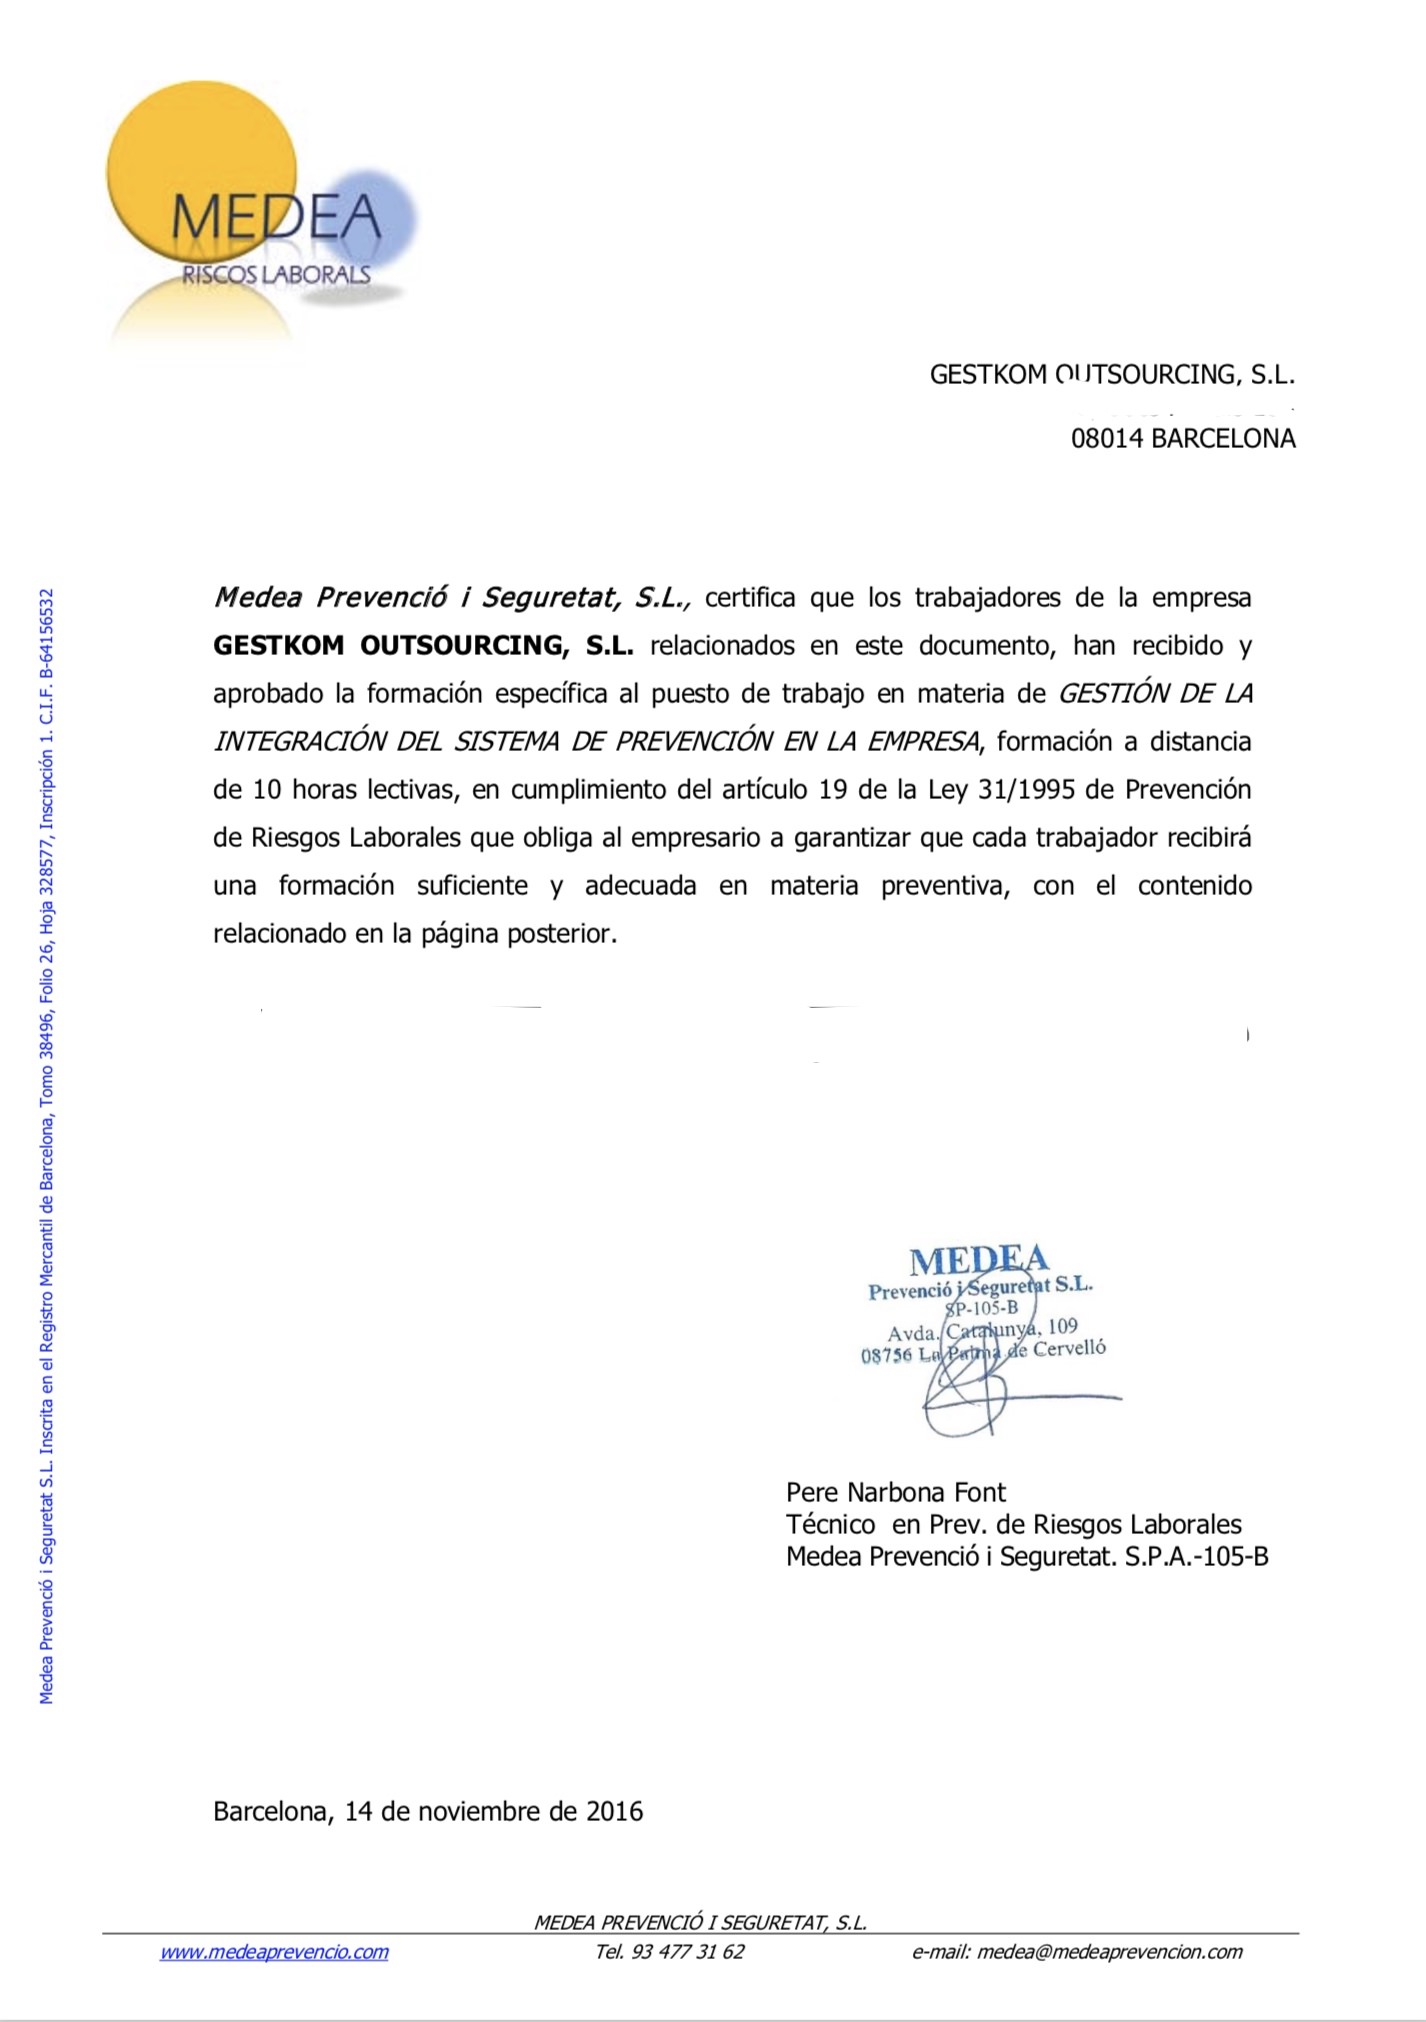 MEDEA
RISCOS LABORALS
GESTKOM OUTSOURCING, S.L.
08014 BARCELONA
Medea Prevenció i Seguretat, S.L., certifica que los trabajadores de la empresa
GESTKOM OUTSOURCING, S.L. relacionados en este documento, han recibido y
aprobado la formación específica al puesto de trabajo en materia de GESTIÓN DE LA
INTEGRACIÓN DEL SISTEMA DE PREVENCIÓN EN LA EMPRESA, formación a distancia
de 10 horas lectivas, en cumplimiento del artículo 19 de la Ley 31/1995 de Prevención
de Riesgos Laborales que obliga al empresario a garantizar que cada trabajador recibirá
una formación suficiente y adecuada en materia preventiva, con el contenido
relacionado en la página posterior.
Medea Prevenció i Seguretat S.L. Inscrita en el Registro Mercantil de Barcelona, Tomo 38496, Folio 26, Hoja 328577, Inscripción 1. C.I.F. B-64156532
MEDEA
Prevenció i Seguretat S.L.
SP-105-B
Avda. Catalunya, 109
08756 La Palma de Cervelló
Pere Narbona Font
Técnico en Prev. de Riesgos Laborales
Medea Prevenció i Seguretat. S.P.A.-105-B
Barcelona, 14 de noviembre de 2016
MEDEA PREVENCIÓ I SEGURETAT, S.L.
www.medeaprevencio.com Tel. 93 477 31 62 e-mail: medea@medeaprevencion.com